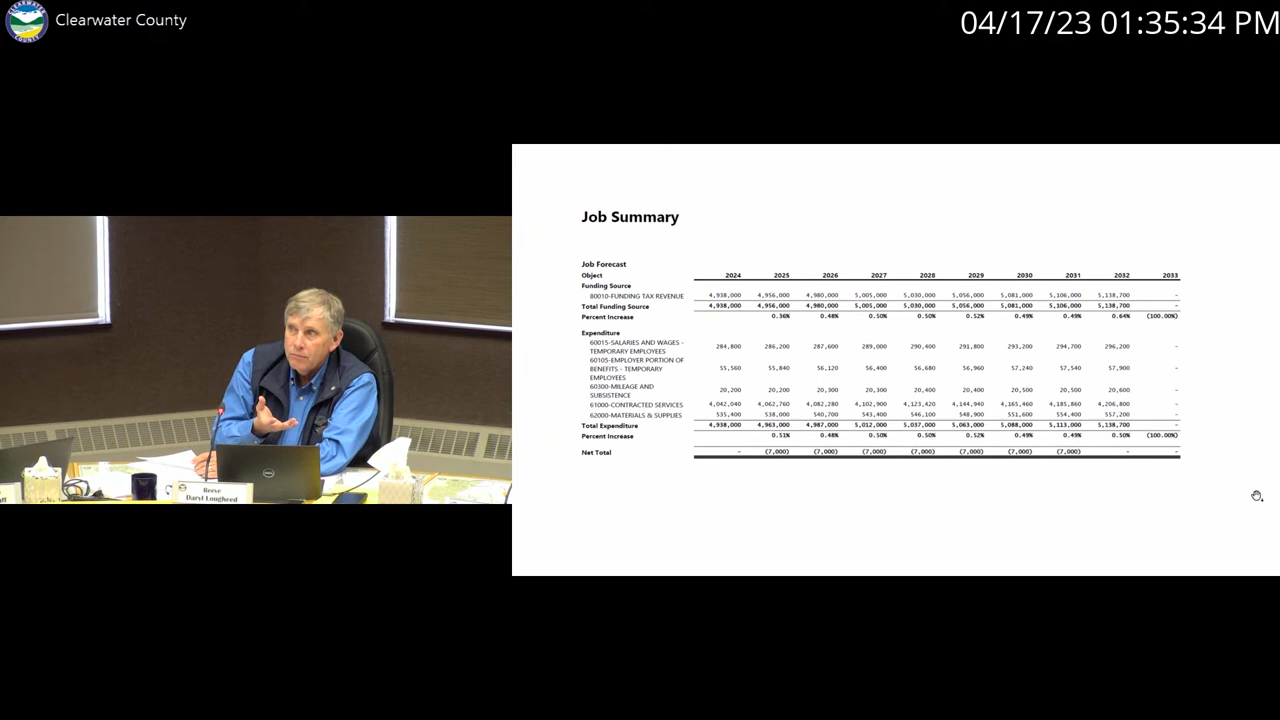 Clearwater County
04/17/23 01:35:34 PM
Job Summary
Job Forecast
Object 2024 2025 2026 2027 2028 2029 2030 2031 2032 2033
Funding Source
80010-FUNDING TAX REVENUE 4,938,000 4,956,000 4,980,000 5,005,000 5,030,000 5,056,000 5,081,000 5,106,000 5,138,700 -
Total Funding Source 4,938,000 4,956,000 4,980,000 5,005,000 5,030,000 5,056,000 5,081,000 5,106,000 5,138,700 -
Percent Increase 0.36% 0.48% 0.50% 0.50% 0.52% 0.49% 0.49% 0.64% (100.00%)
Expenditure
60015-SALARIES AND WAGES -
TEMPORARY EMPLOYEES 284,800 286,200 287,600 289,000 290,400 291,800 293,200 294,700 296,200 -
60105-EMPLOYER PORTION OF
BENEFITS - TEMPORARY 55,560 55,840 56,120 56,400 56,680 56,960 57,240 57,540 57,900 -
EMPLOYEES
60300-MILEAGE AND
SUBSISTENCE 20,200 20,200 20,300 20,300 20,400 20,400 20,500 20,500 20,600 -
61000-CONTRACTED SERVICES 4,042,040 4,062,760 4,082,280 4,102,900 4,123,420 4,144,940 4,165,460 4,185,860 4,206,800 -
62000-MATERIALS & SUPPLIES 535,400 538,000 540,700 543,400 546,100 548,900 551,600 554,400 557,200 -
Total Expenditure 4,938,000 4,963,000 4,987,000 5,012,000 5,037,000 5,063,000 5,088,000 5,113,000 5,138,700 -
Percent Increase 0.51% 0.48% 0.50% 0.50% 0.52% 0.49% 0.49% 0.50% (100.00%)
Net Total - (7,000) (7,000) (7,000) (7,000) (7,000) (7,000) (7,000) - -
Reeve
Daryl Lougheed
DELL